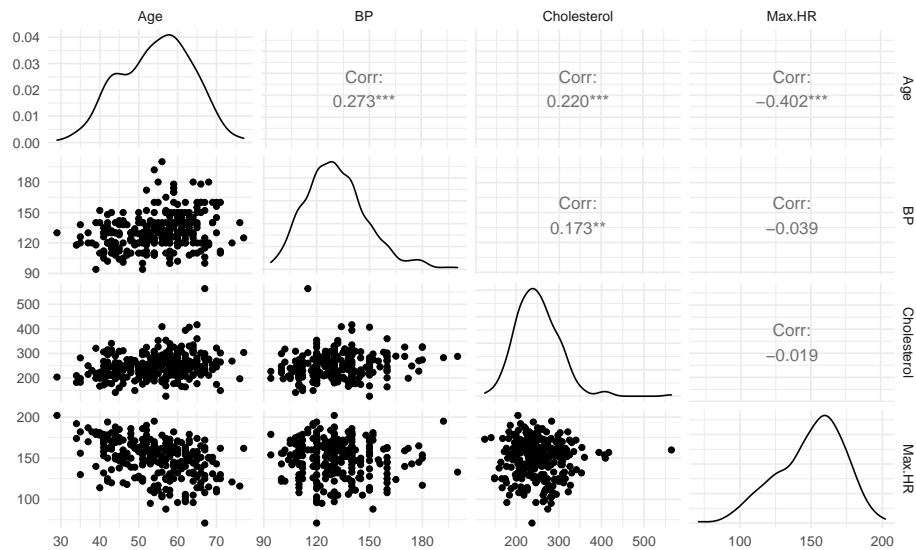 Age BP Cholesterol Max.HR
0.04
0.03
0.02
0.01
0.00
Corr:
0.273***
Corr:
0.220***
Corr:
−0.402***
Age
180
150
120
90
Corr:
0.173**
Corr:
−0.039
BP
500
400
300
200
Corr:
−0.019
Cholesterol
200
150
100
Max.HR
30 40 50 60 70 90 120 150 180 200 300 400 500 100 150 200